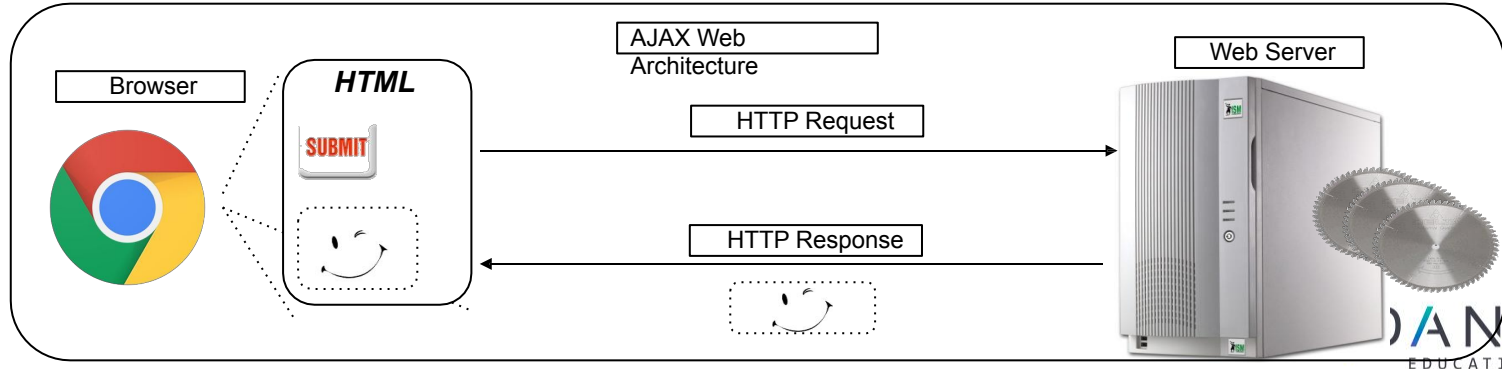 AJAX Web
Architecture
Browser
HTML
Web Server
HTTP Request
SUBMIT
HTTP Response